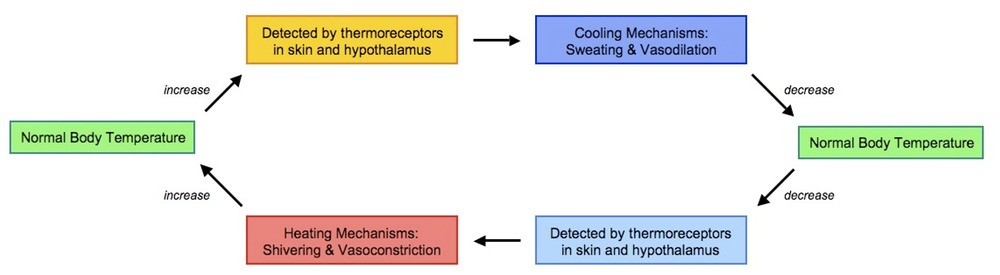 Detected by thermoreceptors
in skin and hypothalamus
Cooling Mechanisms:
Sweating & Vasodilation
increase
decrease
Normal Body Temperature
Normal Body Temperature
increase
decrease
Heating Mechanisms:
Shivering & Vasoconstriction
Detected by thermoreceptors
in skin and hypothalamus